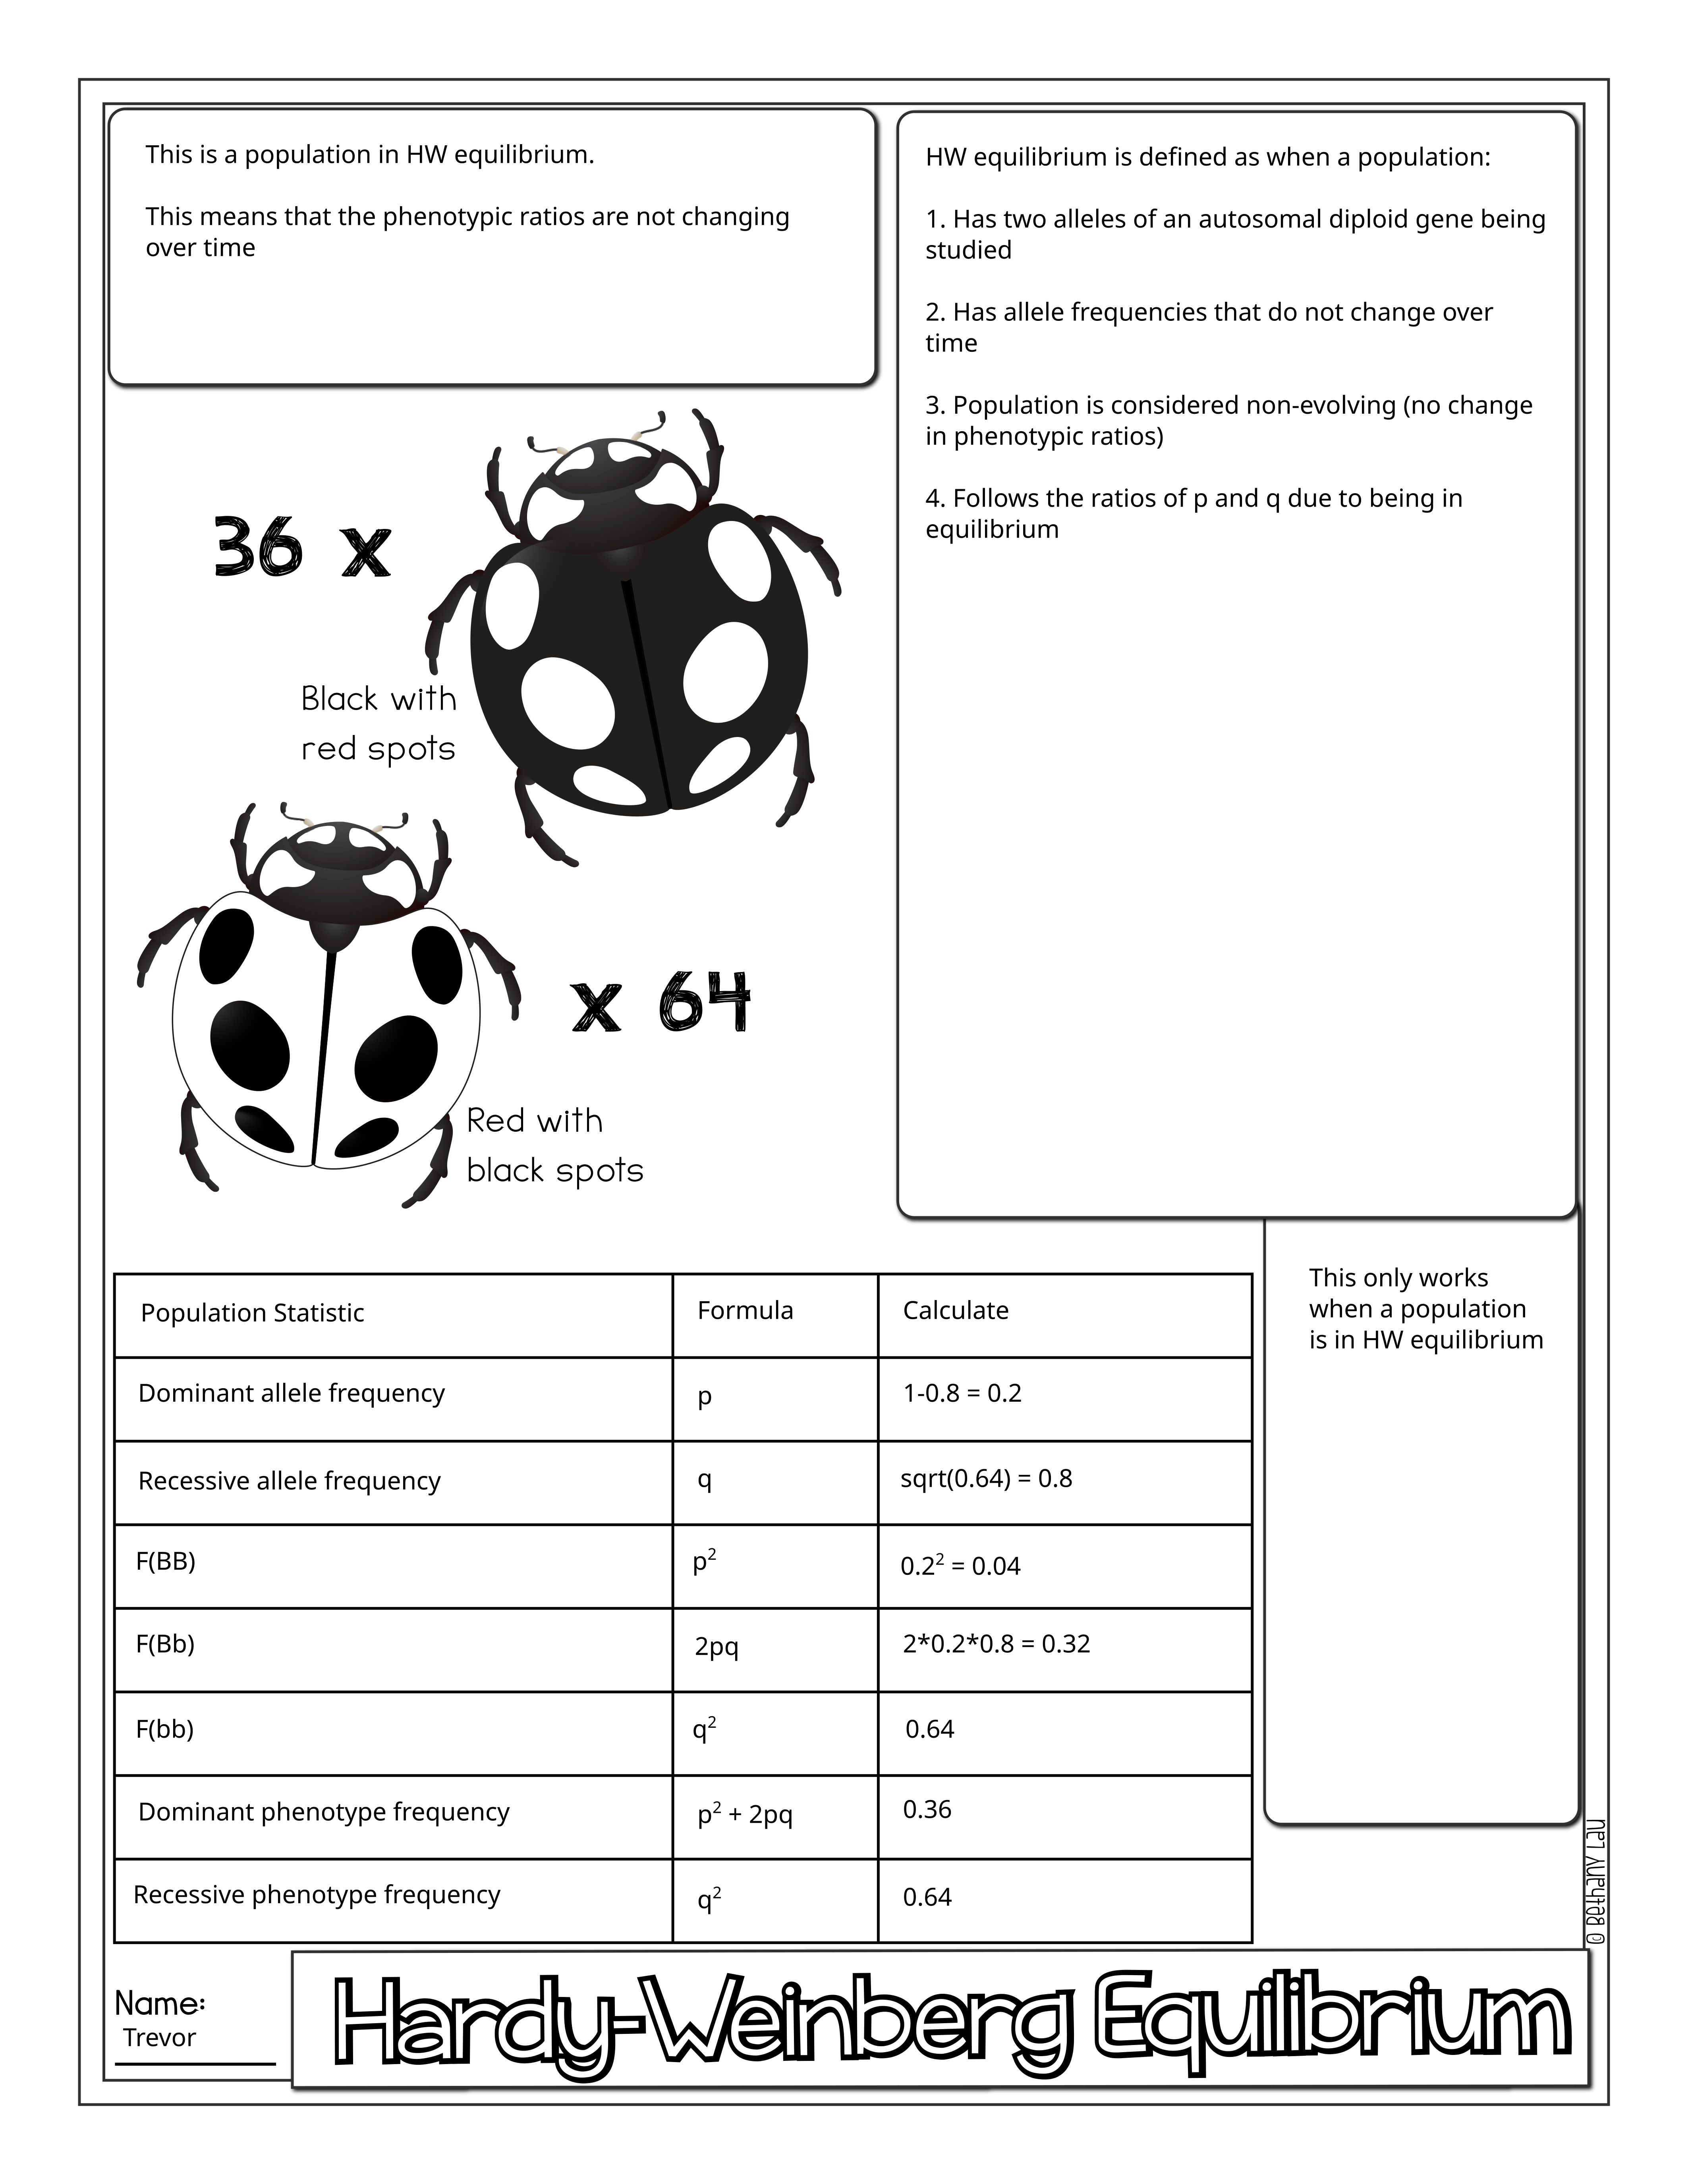 This is a population in HW equilibrium.
This means that the phenotypic ratios are not changing
over time
HW equilibrium is defined as when a population:
1. Has two alleles of an autosomal diploid gene being
studied
2. Has allele frequencies that do not change over
time
3. Population is considered non-evolving (no change
in phenotypic ratios)
4. Follows the ratios of p and q due to being in
equilibrium
36 x
Black with
red spots
x 64
Red with
black spots
Population Statistic Formula Calculate
Dominant allele frequency p 1-0.8 = 0.2
Recessive allele frequency q sqrt(0.64) = 0.8
F(BB) p² 0.2² = 0.04
F(Bb) 2pq 2*0.2*0.8 = 0.32
F(bb) q² 0.64
Dominant phenotype frequency p² + 2pq 0.36
Recessive phenotype frequency q² 0.64
This only works
when a population
is in HW equilibrium
© Bethany Lau
Name:
Trevor
Hardy-Weinberg Equilibrium